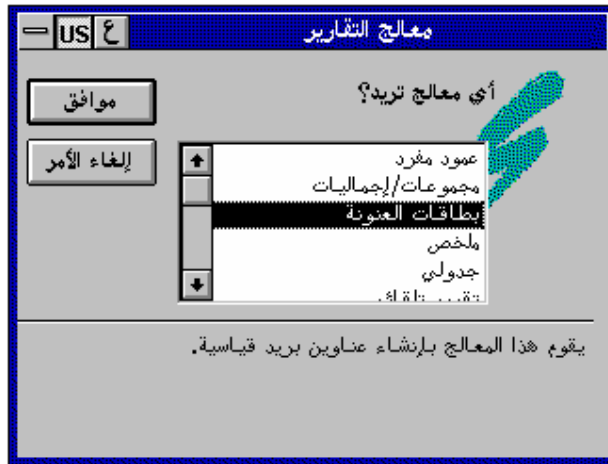 معالج التقارير
ع
US
أي معالج تريد؟
موافق
إلغاء الأمر
عمود مفرد
مجموعات/إجماليات
بطاقات العنونة
ملخص
جدولي
يقوم هذا المعالج بإنشاء عناوين بريد قياسية.